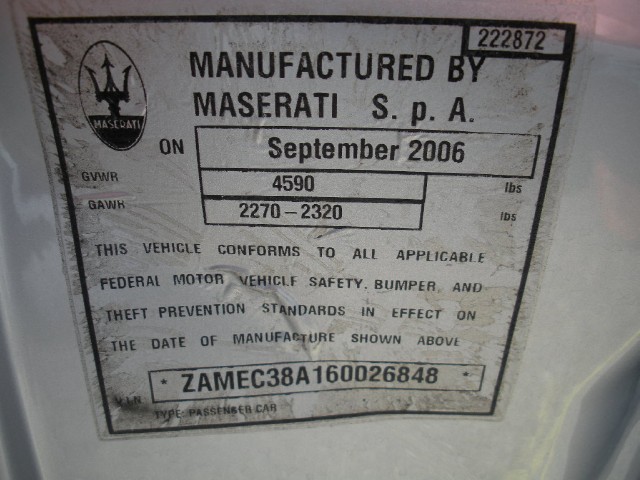 222872
MASERATI
MANUFACTURED BY
MASERATI S. p. A.
ON September 2006
GVWR 4590 lbs
GAWR 2270-2320 lbs
THIS VEHICLE CONFORMS TO ALL APPLICABLE
FEDERAL MOTOR VEHICLE SAFETY, BUMPER, AND
THEFT PREVENTION STANDARDS IN EFFECT ON
THE DATE OF MANUFACTURE SHOWN ABOVE
V.I.N. * ZAMEC38A160026848 *
TYPE: PASSENGER CAR